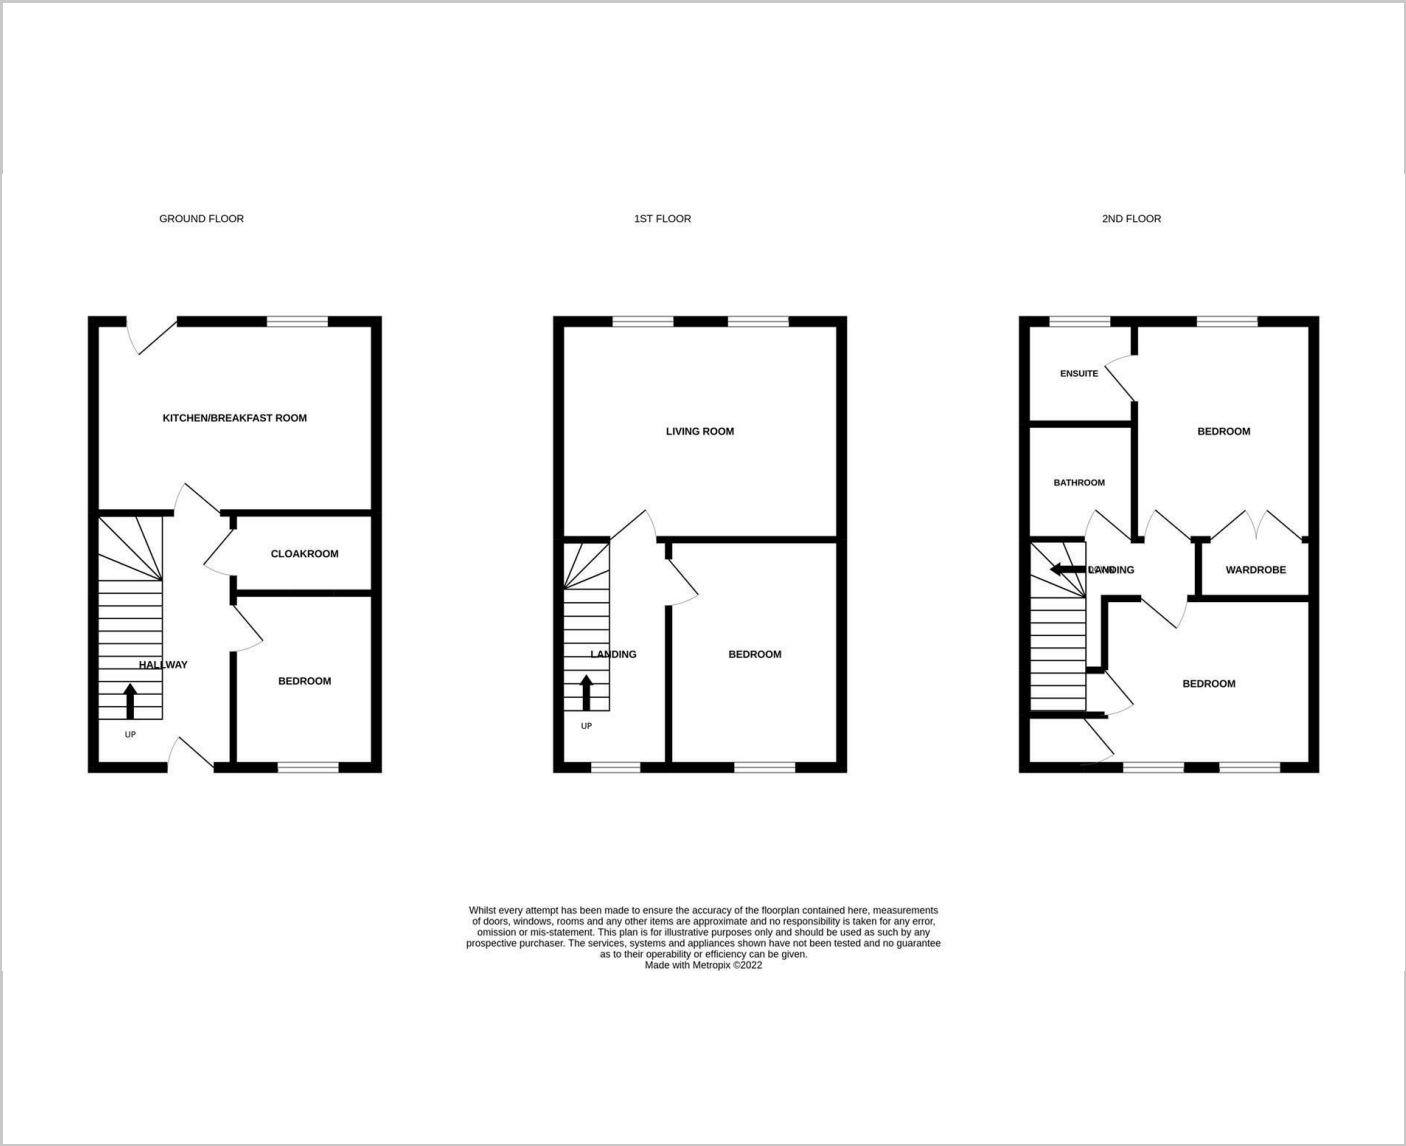 GROUND FLOOR
1ST FLOOR
2ND FLOOR
KITCHEN/BREAKFAST ROOM
CLOAKROOM
HALLWAY
BEDROOM
UP
LIVING ROOM
LANDING
BEDROOM
UP
ENSUITE
BEDROOM
BATHROOM
LANDING
WARDROBE
BEDROOM
Whilst every attempt has been made to ensure the accuracy of the floorplan contained here, measurements
of doors, windows, rooms and any other items are approximate and no responsibility is taken for any error,
omission or mis-statement. This plan is for illustrative purposes only and should be used as such by any
prospective purchaser. The services, systems and appliances shown have not been tested and no guarantee
as to their operability or efficiency can be given.
Made with Metropix ©2022